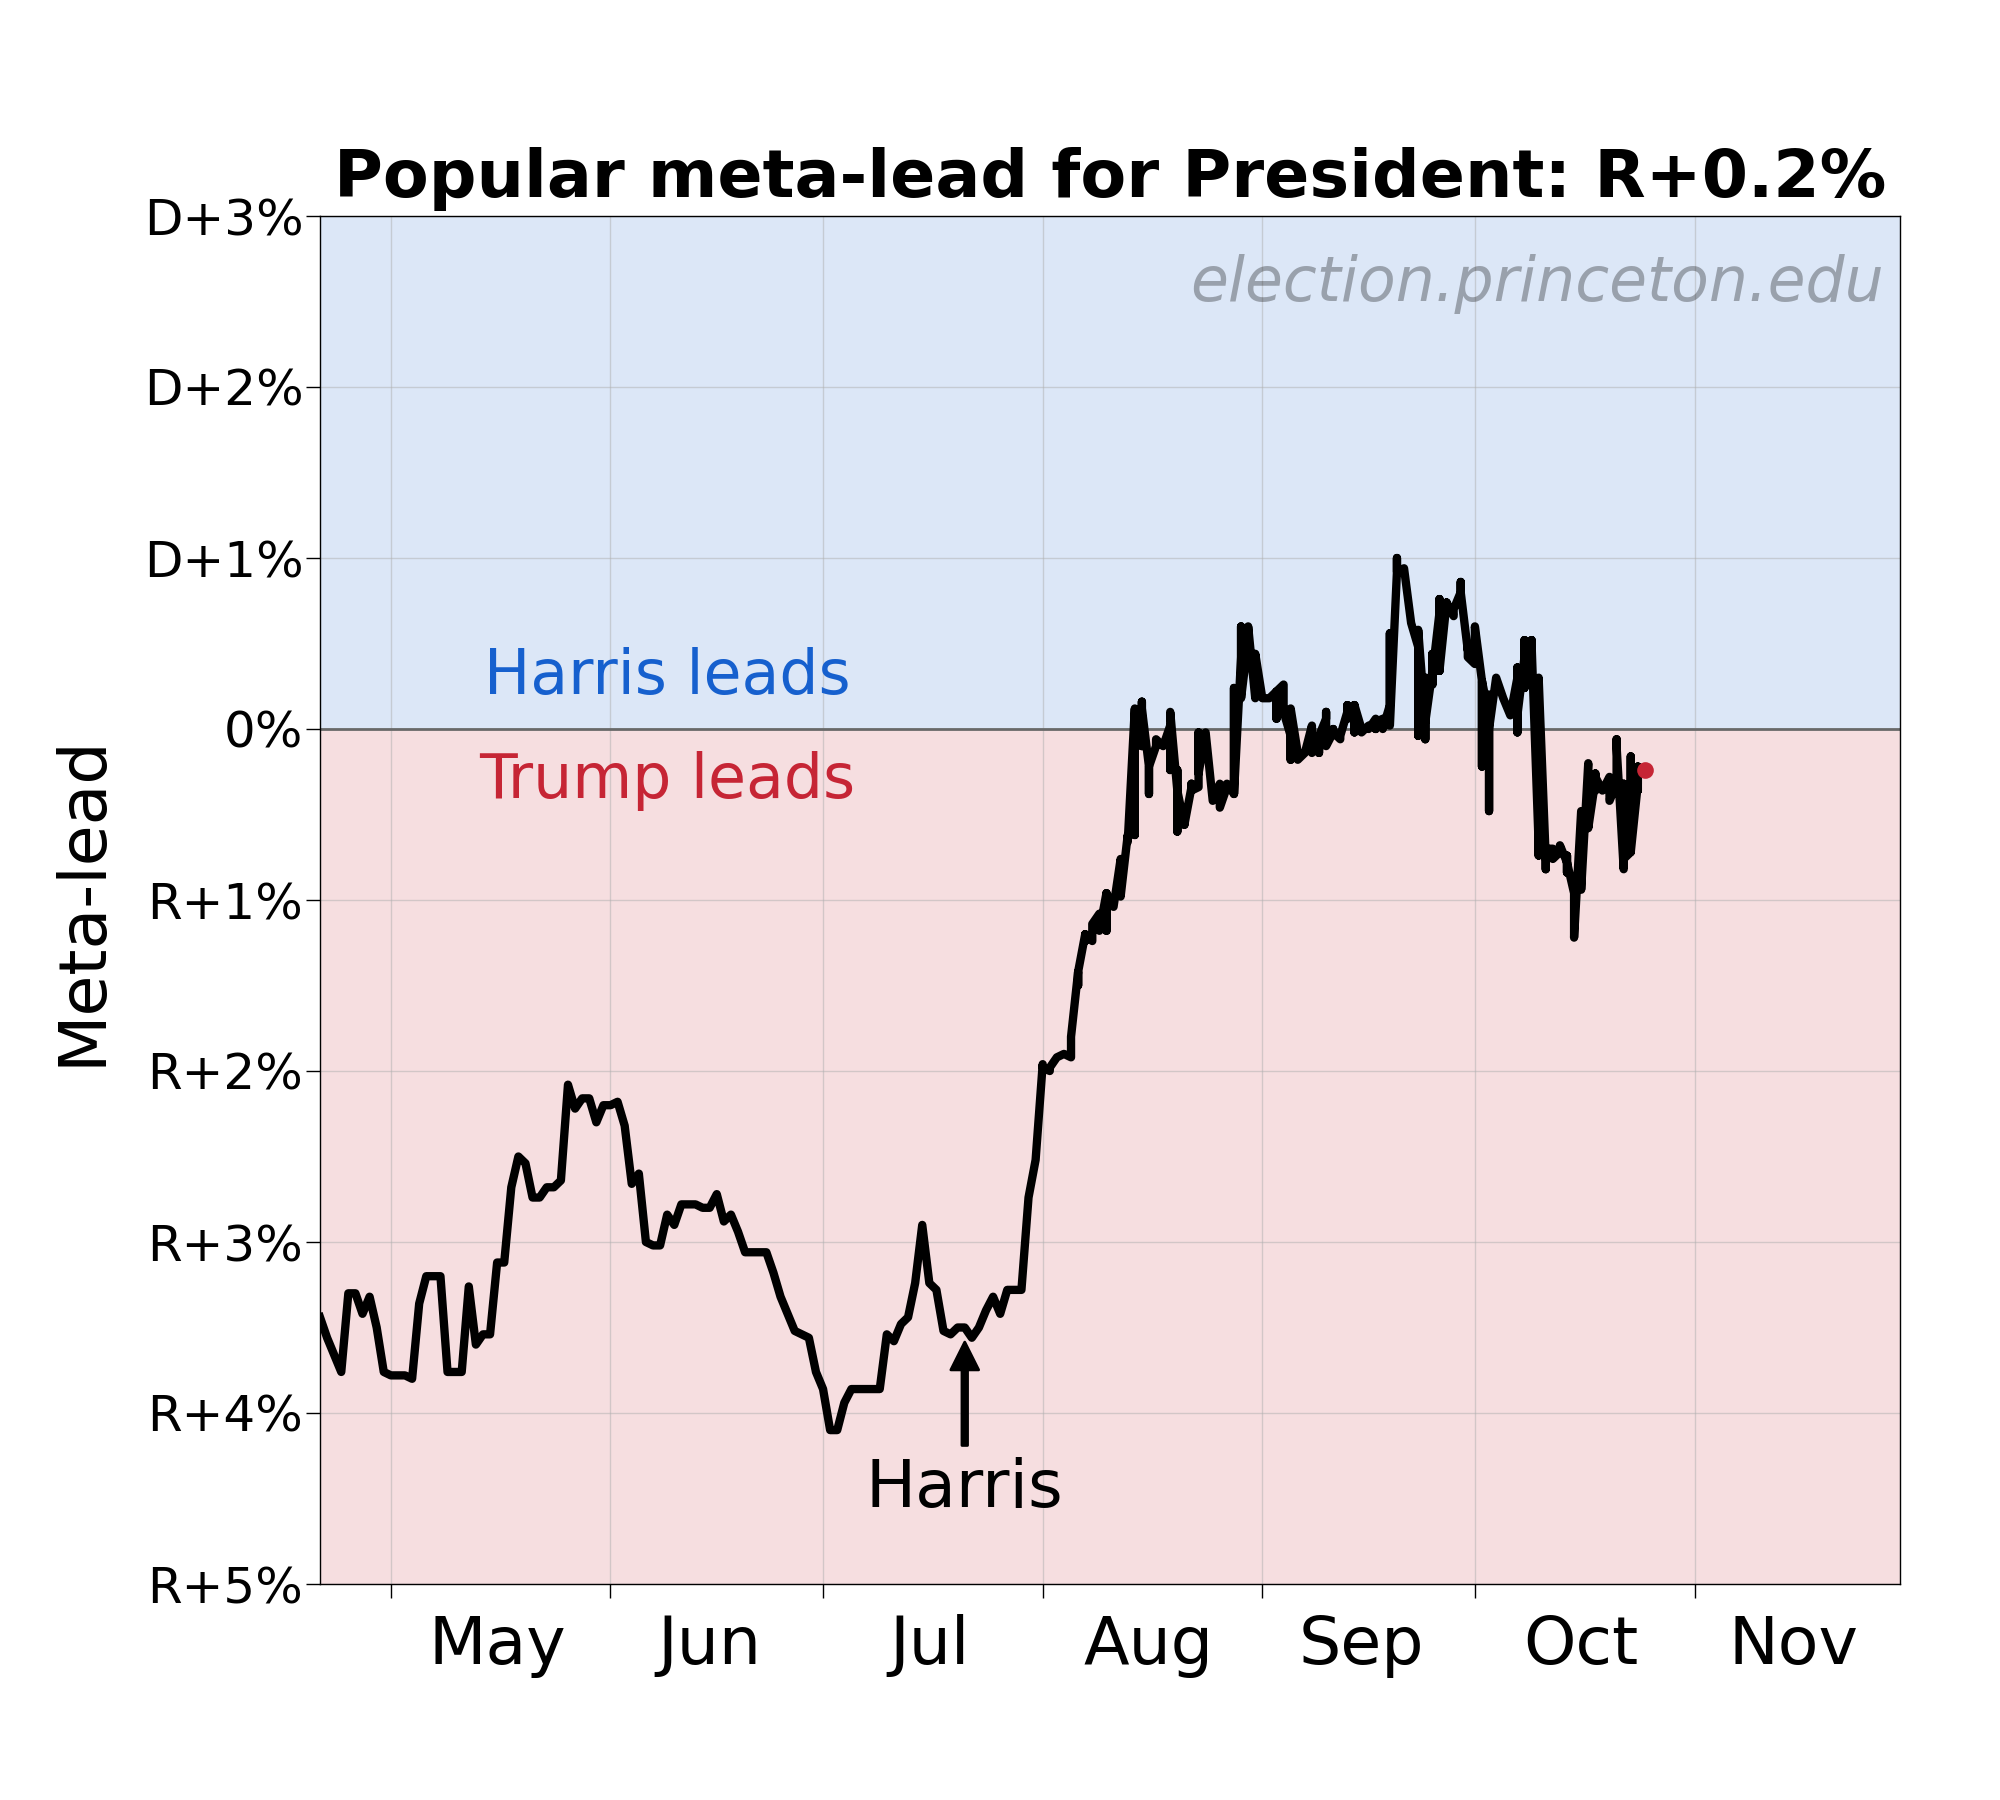 Popular meta-lead for President: R+0.2%
D+3%
election.princeton.edu
D+2%
D+1%
Harris leads
0%
Trump leads
Meta-lead
R+1%
R+2%
R+3%
R+4%
Harris
R+5%
May Jun Jul Aug Sep Oct Nov